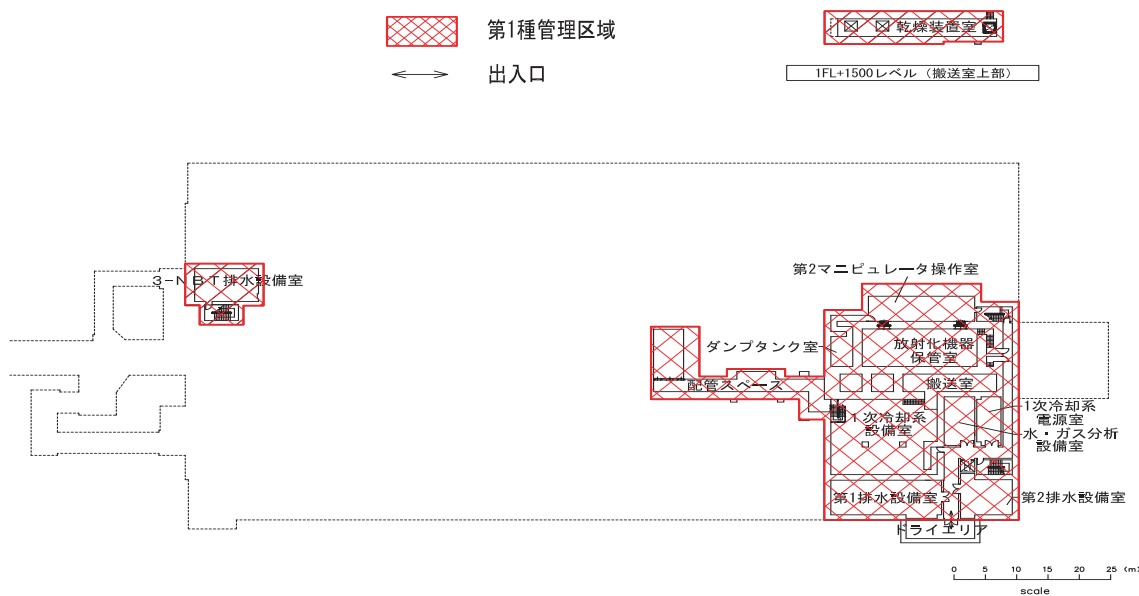 第1種管理区域
出入口
乾燥装置室
1FL+1500レベル（搬送室上部）
3-NBT排水設備室
第2マニピュレータ操作室
ダンプタンク室
放射化機器
保管室
配管スペース
搬送室
1次冷却系
設備室
1次冷却系
電源室
水・ガス分析
設備室
第1排水設備室
第2排水設備室
ドライエリア
0 5 10 15 20 25 (m)
scale